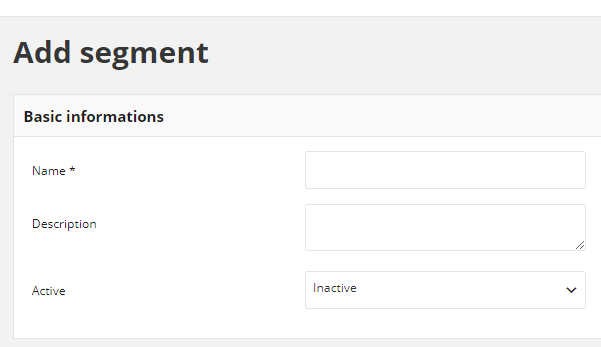 Add segment
Basic informations
Name *
Description
Active
Inactive